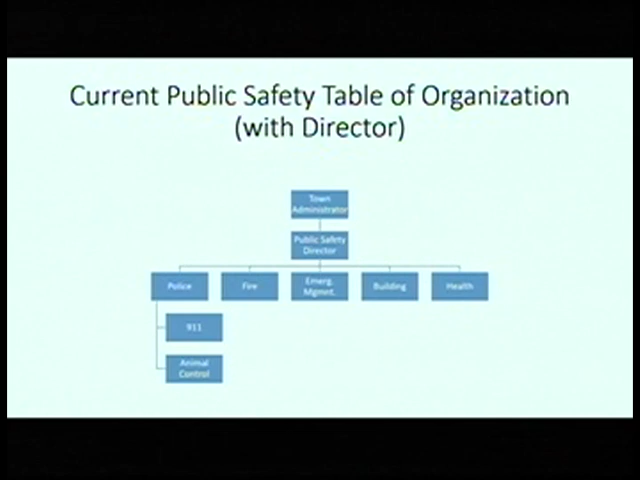 Current Public Safety Table of Organization
(with Director)
Town
Administrator
Public Safety
Director
Police
Fire
Emerg.
Mgmnt.
Building
Health
911
Animal
Control